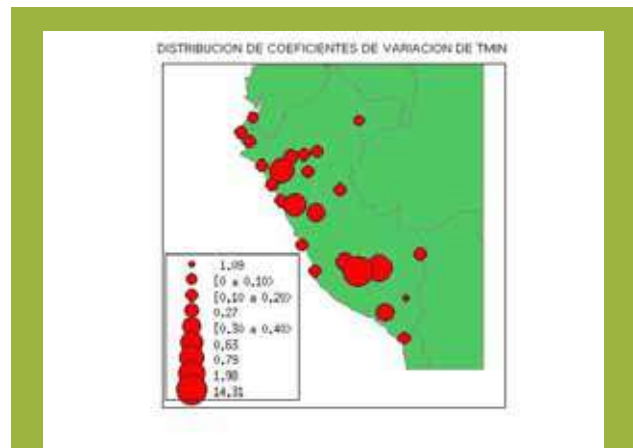 DISTRIBUCION DE COEFICIENTES DE VARIACION DE TMIN
-1.09
[0 a 0.10>
[0.10 a 0.20>
0.27
[0.30 a 0.40>
0.63
0.79
1.98
14.31